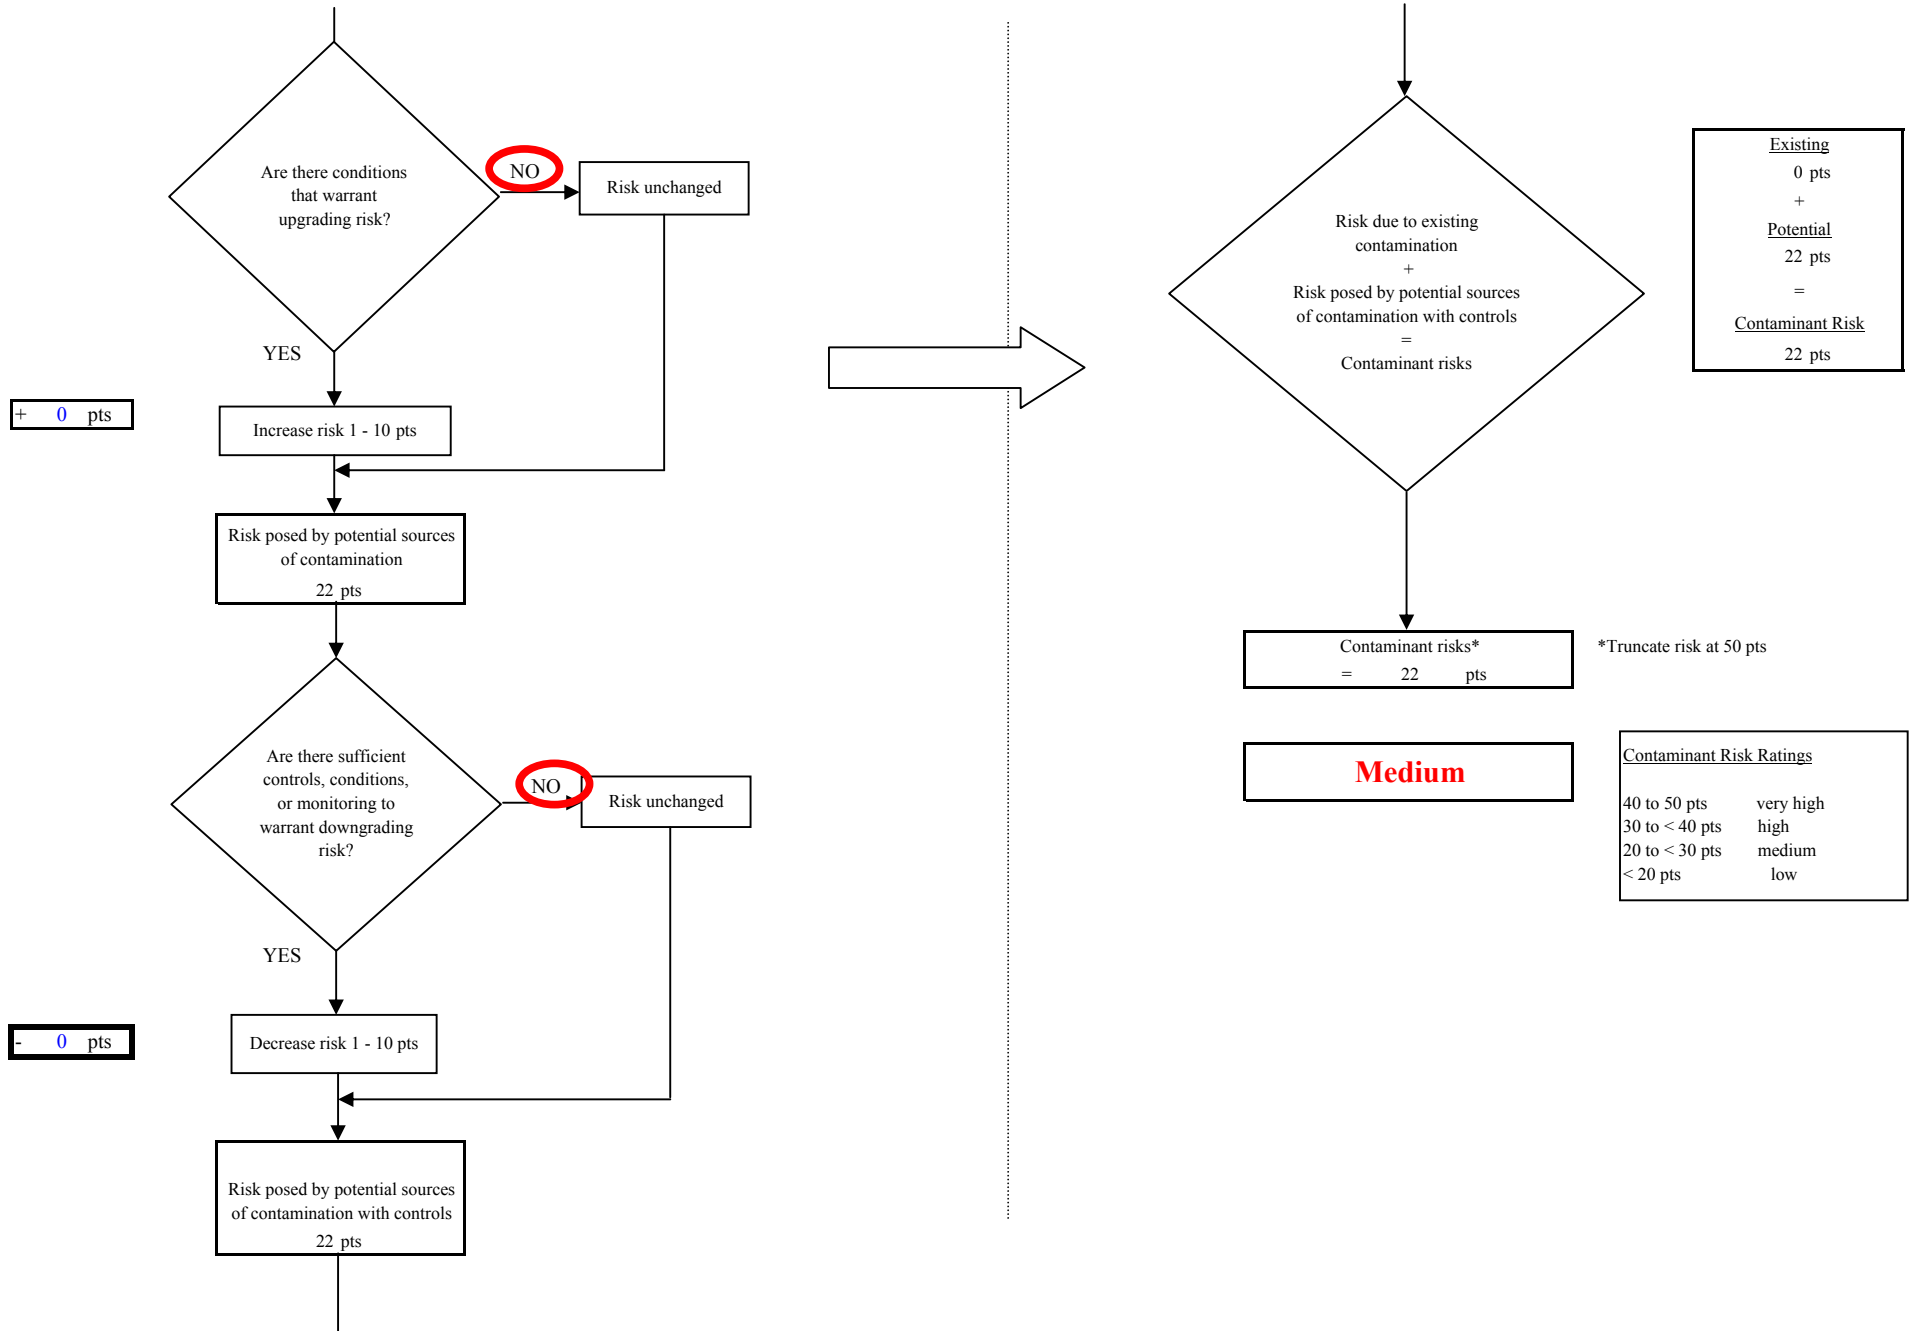 Are there conditions
that warrant
upgrading risk?
NO
Risk unchanged
YES
+ 0 pts
Increase risk 1 - 10 pts
Risk posed by potential sources
of contamination
22 pts
Are there sufficient
controls, conditions,
or monitoring to
warrant downgrading
risk?
NO
Risk unchanged
YES
- 0 pts
Decrease risk 1 - 10 pts
Risk posed by potential sources
of contamination with controls
22 pts
Risk due to existing
contamination
+
Risk posed by potential sources
of contamination with controls
=
Contaminant risks
Existing
0 pts
+
Potential
22 pts
=
Contaminant Risk
22 pts
Contaminant risks*
= 22 pts
*Truncate risk at 50 pts
Medium
Contaminant Risk Ratings
40 to 50 pts very high
30 to < 40 pts high
20 to < 30 pts medium
< 20 pts low